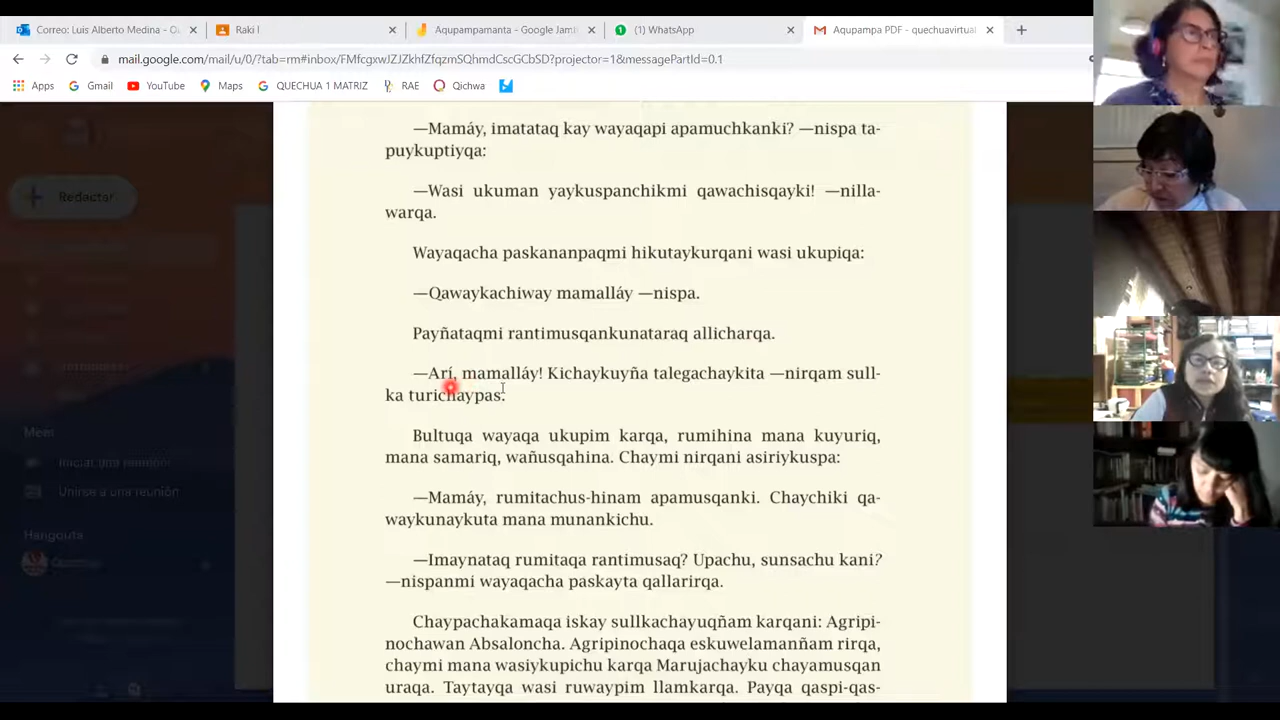 Correo: Luis Alberto Medina - O
Raki I
Aqupampamanta - Google Jam
(1) WhatsApp
Aqupampa PDF - quechuavirtual
mail.google.com/mail/u/0/?tab=rm#inbox/FMfcgxwJZJZkhfZfqzmSQhmdCscGCbSD?projector=1&messagePartId=0.1
Apps
Gmail
YouTube
Maps
QUECHUA 1 MATRIZ
RAE
Qichwa
Redactar
Meet
Iniciar una reunión
Unirse a una reunión
Hangouts
—Mamáy, imatataq kay wayaqapi apamuchkanki? —nispa ta-
puykuptiyqa:
—Wasi ukuman yaykuspanchikmi qawachisqayki! —nilla-
warqa.
Wayaqacha paskananpaqmi hikutaykurqani wasi ukupiqa:
—Qawaykachiway mamalláy —nispa.
Payñataqmi rantimusqankunataraq allicharqa.
—Arí, mamalláy! Kichaykuyña talegachaykita —nirqam sull-
ka turichaypas.
Bultuqa wayaqa ukupim karqa, rumihina mana kuyuriq,
mana samariq, wañusqahina. Chaymi nirqani asiriykuspa:
—Mamáy, rumitachus-hinam apamusqanki. Chaychiki qa-
waykunaykuta mana munankichu.
—Imaynataq rumitaqa rantimusaq? Upachu, sunsachu kani?
—nispanmi wayaqacha paskayta qallarirqa.
Chaypachakamaqa iskay sullkachayuqñam karqani: Agripi-
nochawan Absaloncha. Agripinochaqa eskuwelamanñam rirqa,
chaymi mana wasiykupichu karqa Marujachayku chayamusqan
uraqa. Taytayqa wasi ruwaypim llamkarqa. Payqa qaspi-qas-